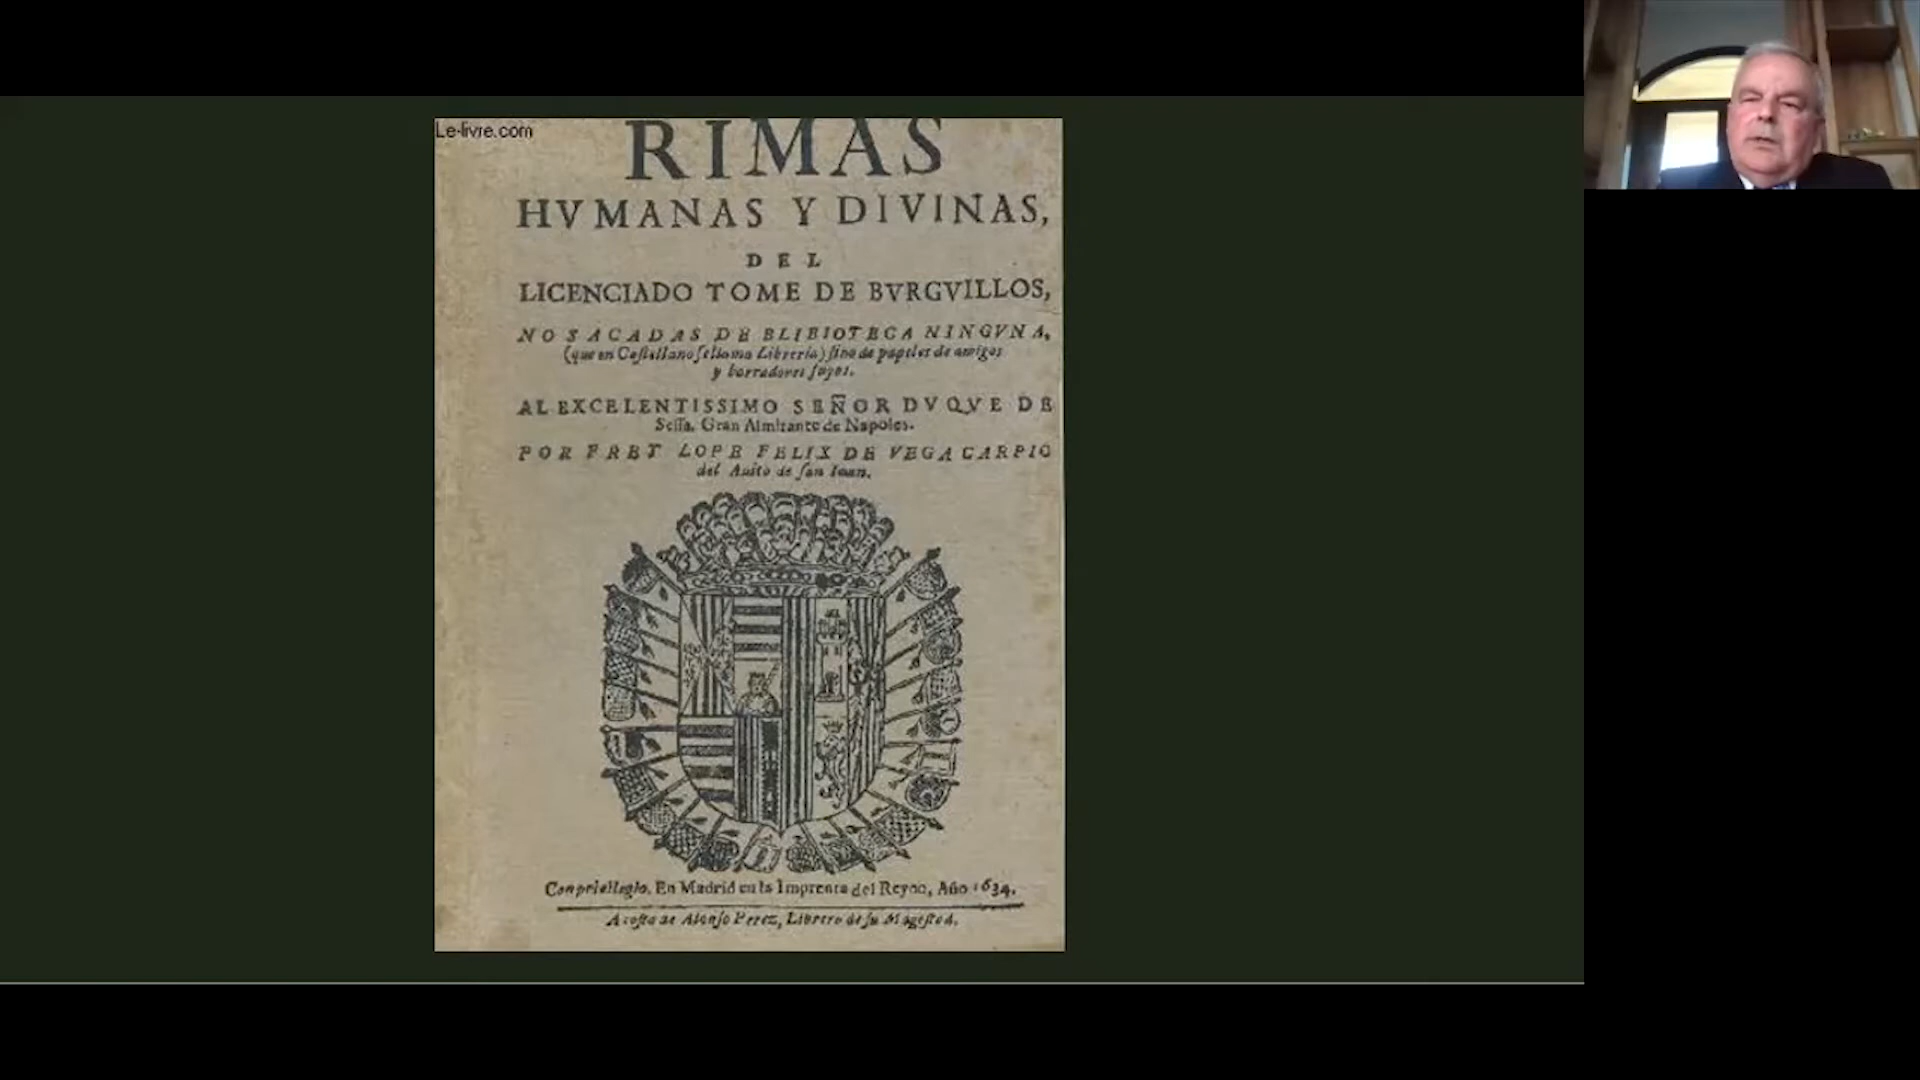 Le-livre.com
RIMAS
HVMANAS Y DIVINAS,
DEL
LICENCIADO TOME DE BVRGVILLOS,
NO SACADAS DE BLIBIOTECA NINGVNA,
(que en Castellano se llama Libreria) sino de papeles de amigos
y borradores suyos.
AL EXCELENTISSIMO SEÑOR DVQVE DE
Sessa, Gran Almirante de Napoles.
POR FREY LOPE FELIX DE VEGA CARPIO
del Auito de san Iuan.
Con priuilegio. En Madrid en la Imprenta del Reyno, Año 1634.
A costa de Alonso Perez, Librero de su Magestad.